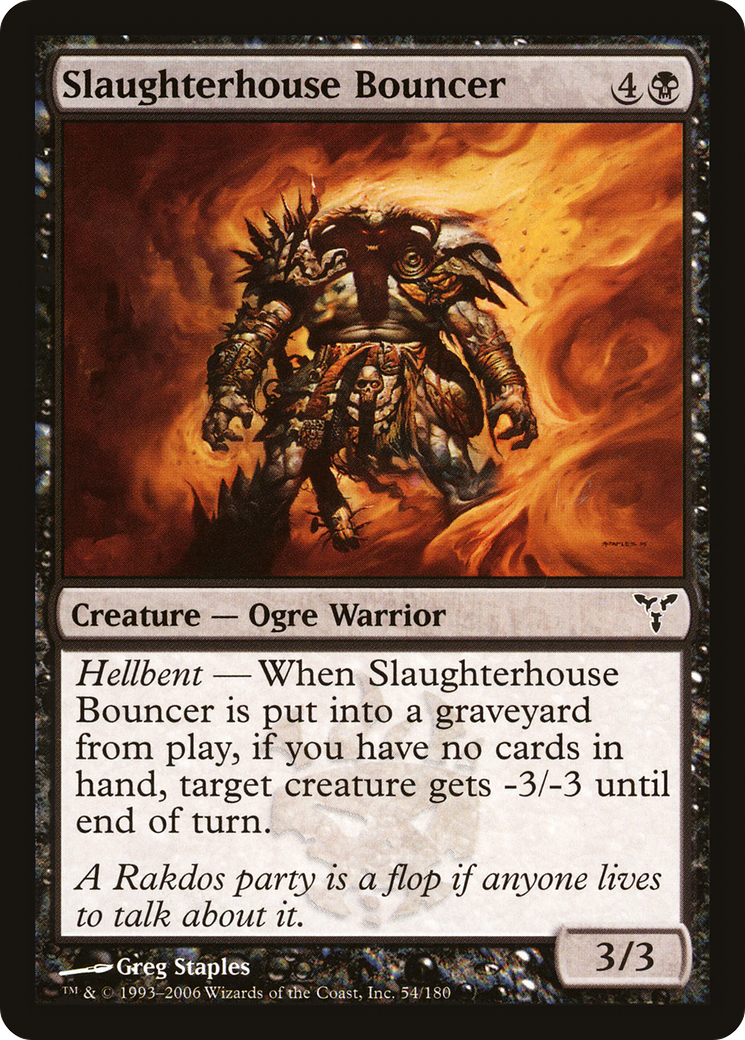 Slaughterhouse Bouncer 4
Creature — Ogre Warrior
Hellbent — When Slaughterhouse
Bouncer is put into a graveyard
from play, if you have no cards in
hand, target creature gets -3/-3 until
end of turn.
A Rakdos party is a flop if anyone lives
to talk about it.
3/3
Greg Staples
™ & © 1993–2006 Wizards of the Coast, Inc. 54/180